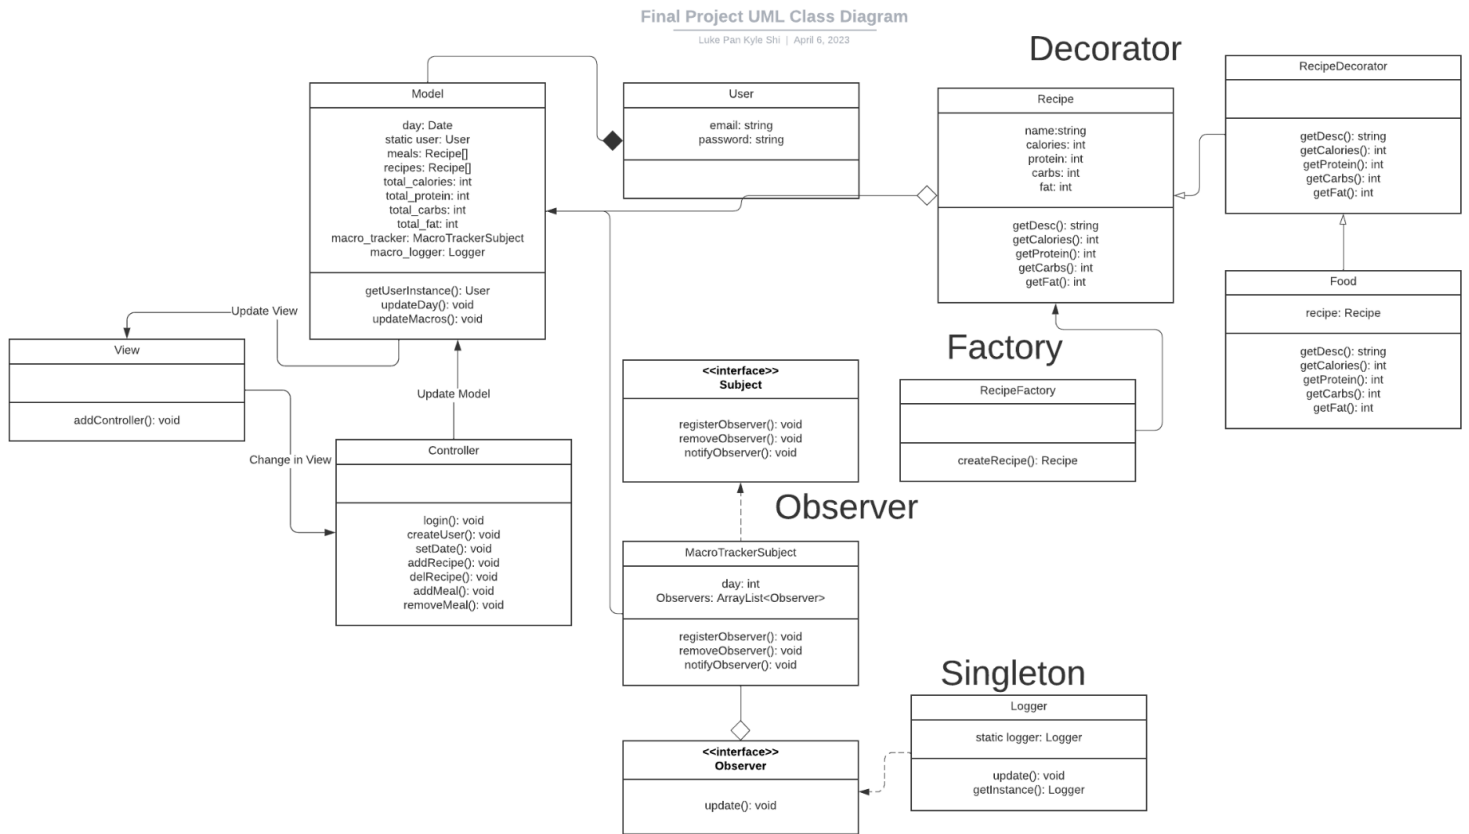 Final Project UML Class Diagram
Luke Pan Kyle Shi | April 6, 2023
Decorator
Model
day: Date
static user: User
meals: Recipe[]
recipes: Recipe[]
total_calories: int
total_protein: int
total_carbs: int
total_fat: int
macro_tracker: MacroTrackerSubject
macro_logger: Logger
getUserInstance(): User
updateDay(): void
updateMacros(): void
User
email: string
password: string
Recipe
name:string
calories: int
protein: int
carbs: int
fat: int
getDesc(): string
getCalories(): int
getProtein(): int
getCarbs(): int
getFat(): int
RecipeDecorator
getDesc(): string
getCalories(): int
getProtein(): int
getCarbs(): int
getFat(): int
Food
recipe: Recipe
getDesc(): string
getCalories(): int
getProtein(): int
getCarbs(): int
getFat(): int
Update View
View
addController(): void
Update Model
Change in View
Controller
login(): void
createUser(): void
setDate(): void
addRecipe(): void
delRecipe(): void
addMeal(): void
removeMeal(): void
<<interface>>
Subject
registerObserver(): void
removeObserver(): void
notifyObserver(): void
Factory
RecipeFactory
createRecipe(): Recipe
Observer
MacroTrackerSubject
day: int
Observers: ArrayList<Observer>
registerObserver(): void
removeObserver(): void
notifyObserver(): void
<<interface>>
Observer
update(): void
Singleton
Logger
static logger: Logger
update(): void
getInstance(): Logger